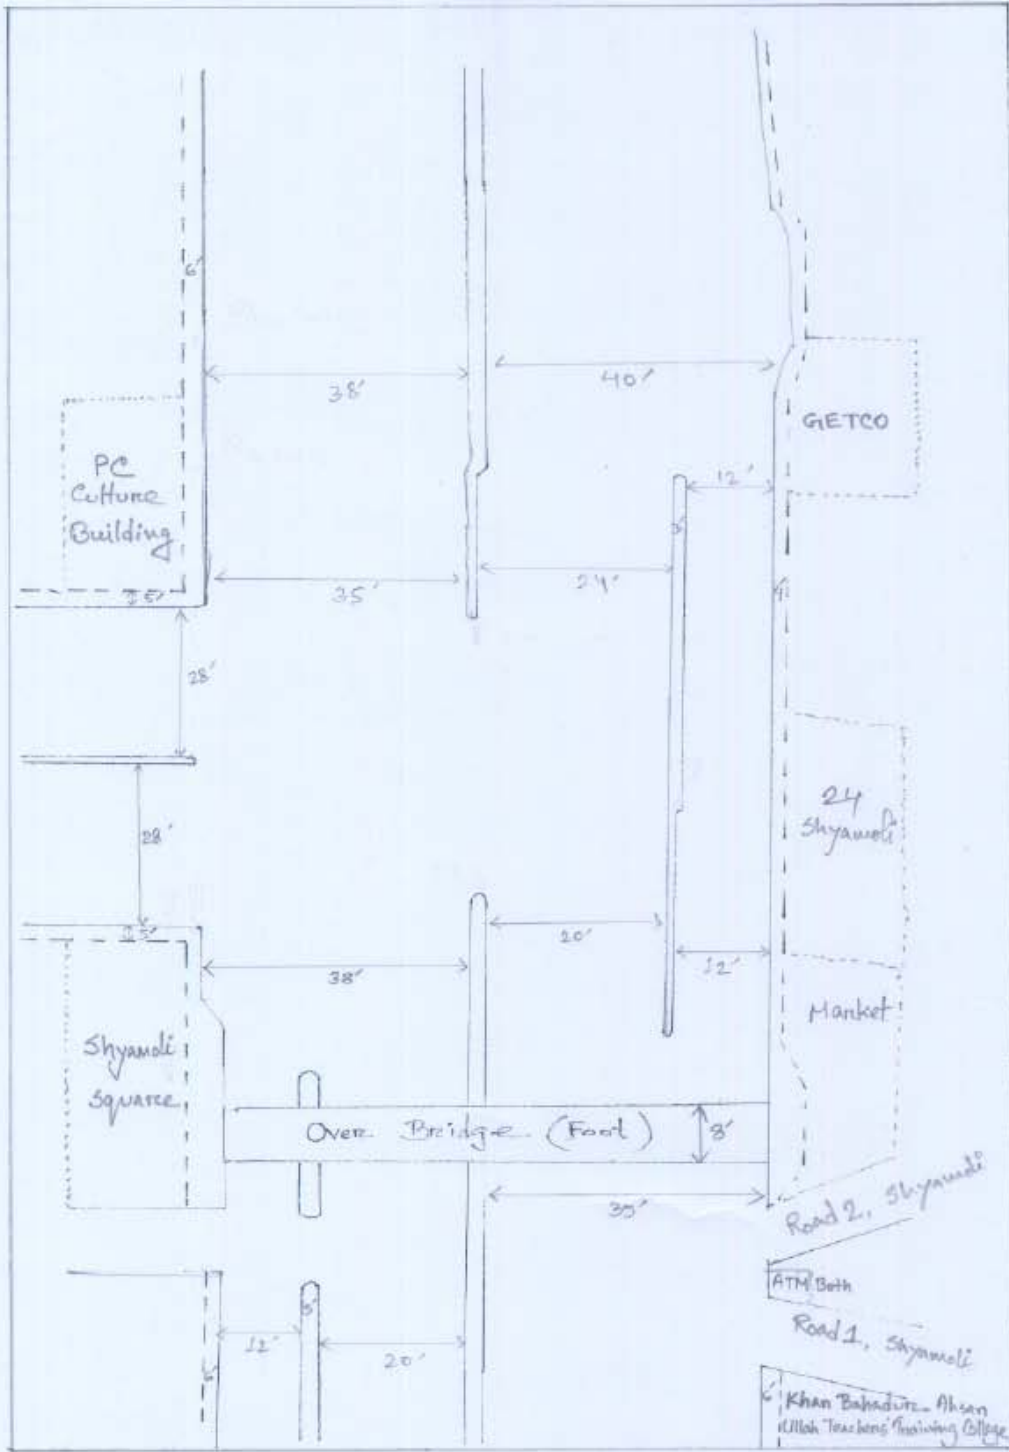 6'
38'
40'
GETCO
PC
Culture
Building
12'
3'
35'
24'
28'
28'
24
Shyamoli
20'
38'
12'
Market
Shyamoli
Square
Over Bridge (Foot)
8'
Road 2, Shyamoli
ATM Both
Road 1, Shyamoli
20'
6'
Khan Bahadur Ahsan
Ullah Teachers' Training College